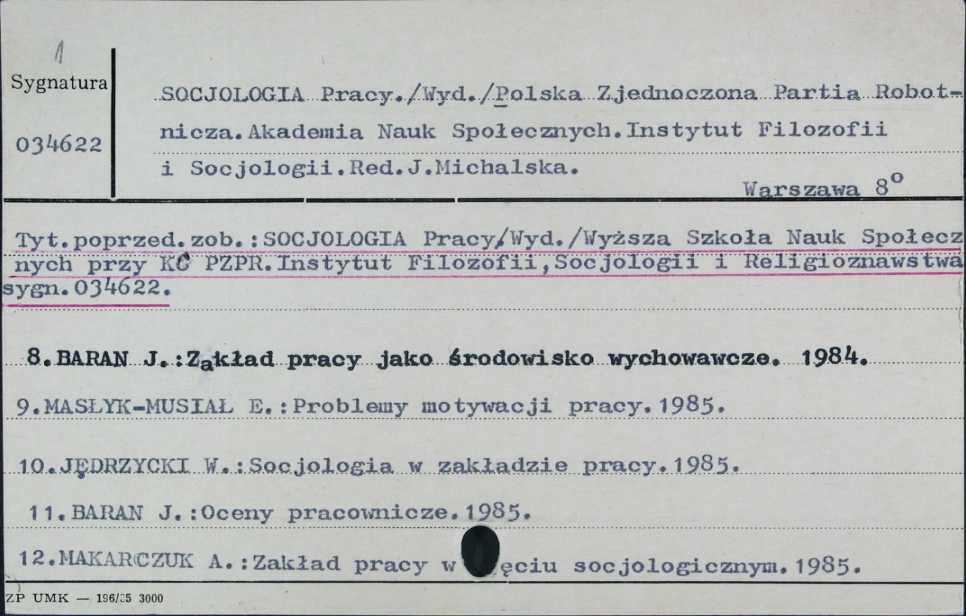 1
Sygnatura
034622
SOCJOLOGIA Pracy./Wyd./Polska Zjednoczona Partia Robot-
nicza.Akademia Nauk Społecznych.Instytut Filozofii
i Socjologii.Red.J.Michalska.
Warszawa 8º
Tyt.poprzed.zob.:SOCJOLOGIA Pracy/Wyd./Wyższa Szkoła Nauk Społecz
nych przy KC PZPR.Instytut Filozofii,Socjologii i Religioznawstwa
sygn.034622.
8.BARAN J.:Zakład pracy jako środowisko wychowawcze. 1984.
9.MASŁYK-MUSIAŁ E.:Problemy motywacji pracy.1985.
10.JĘDRZYCKI W.:Socjologia w zakładzie pracy.1985.
11.BARAN J.:Oceny pracownicze.1985.
12.MAKARCZUK A.:Zakład pracy w ęciu socjologicznym.1985.
ZP UMK — 196/85 3000